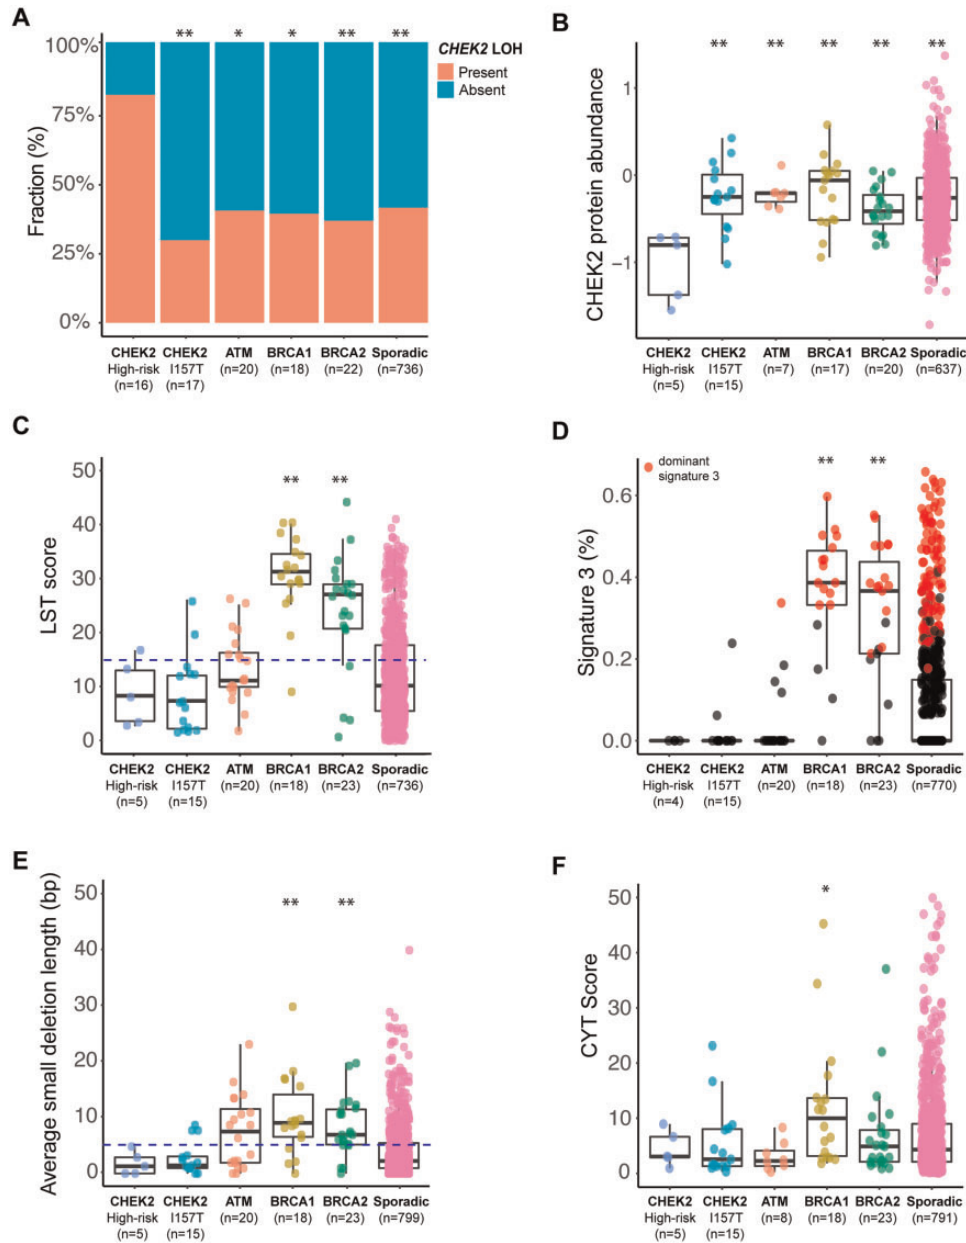 A
** * * ** **
CHEK2 LOH
Present
Absent
100%
75%
50%
25%
0%
Fraction (%)
CHEK2 CHEK2 ATM BRCA1 BRCA2 Sporadic
High-risk I157T (n=20) (n=18) (n=22) (n=736)
(n=16) (n=17)
B
** ** ** ** **
1
0
−1
CHEK2 protein abundance
CHEK2 CHEK2 ATM BRCA1 BRCA2 Sporadic
High-risk I157T (n=7) (n=17) (n=20) (n=637)
(n=5) (n=15)
C
** **
50
40
30
20
10
0
LST score
CHEK2 CHEK2 ATM BRCA1 BRCA2 Sporadic
High-risk I157T (n=20) (n=18) (n=23) (n=736)
(n=5) (n=15)
D
dominant
signature 3
** **
0.6
0.4
0.2
0.0
Signature 3 (%)
CHEK2 CHEK2 ATM BRCA1 BRCA2 Sporadic
High-risk I157T (n=20) (n=18) (n=23) (n=770)
(n=4) (n=15)
E
** **
50
40
30
20
10
0
Average small deletion length (bp)
CHEK2 CHEK2 ATM BRCA1 BRCA2 Sporadic
High-risk I157T (n=20) (n=18) (n=23) (n=799)
(n=5) (n=15)
F
*
50
40
30
20
10
0
CYT Score
CHEK2 CHEK2 ATM BRCA1 BRCA2 Sporadic
High-risk I157T (n=8) (n=18) (n=23) (n=791)
(n=5) (n=15)